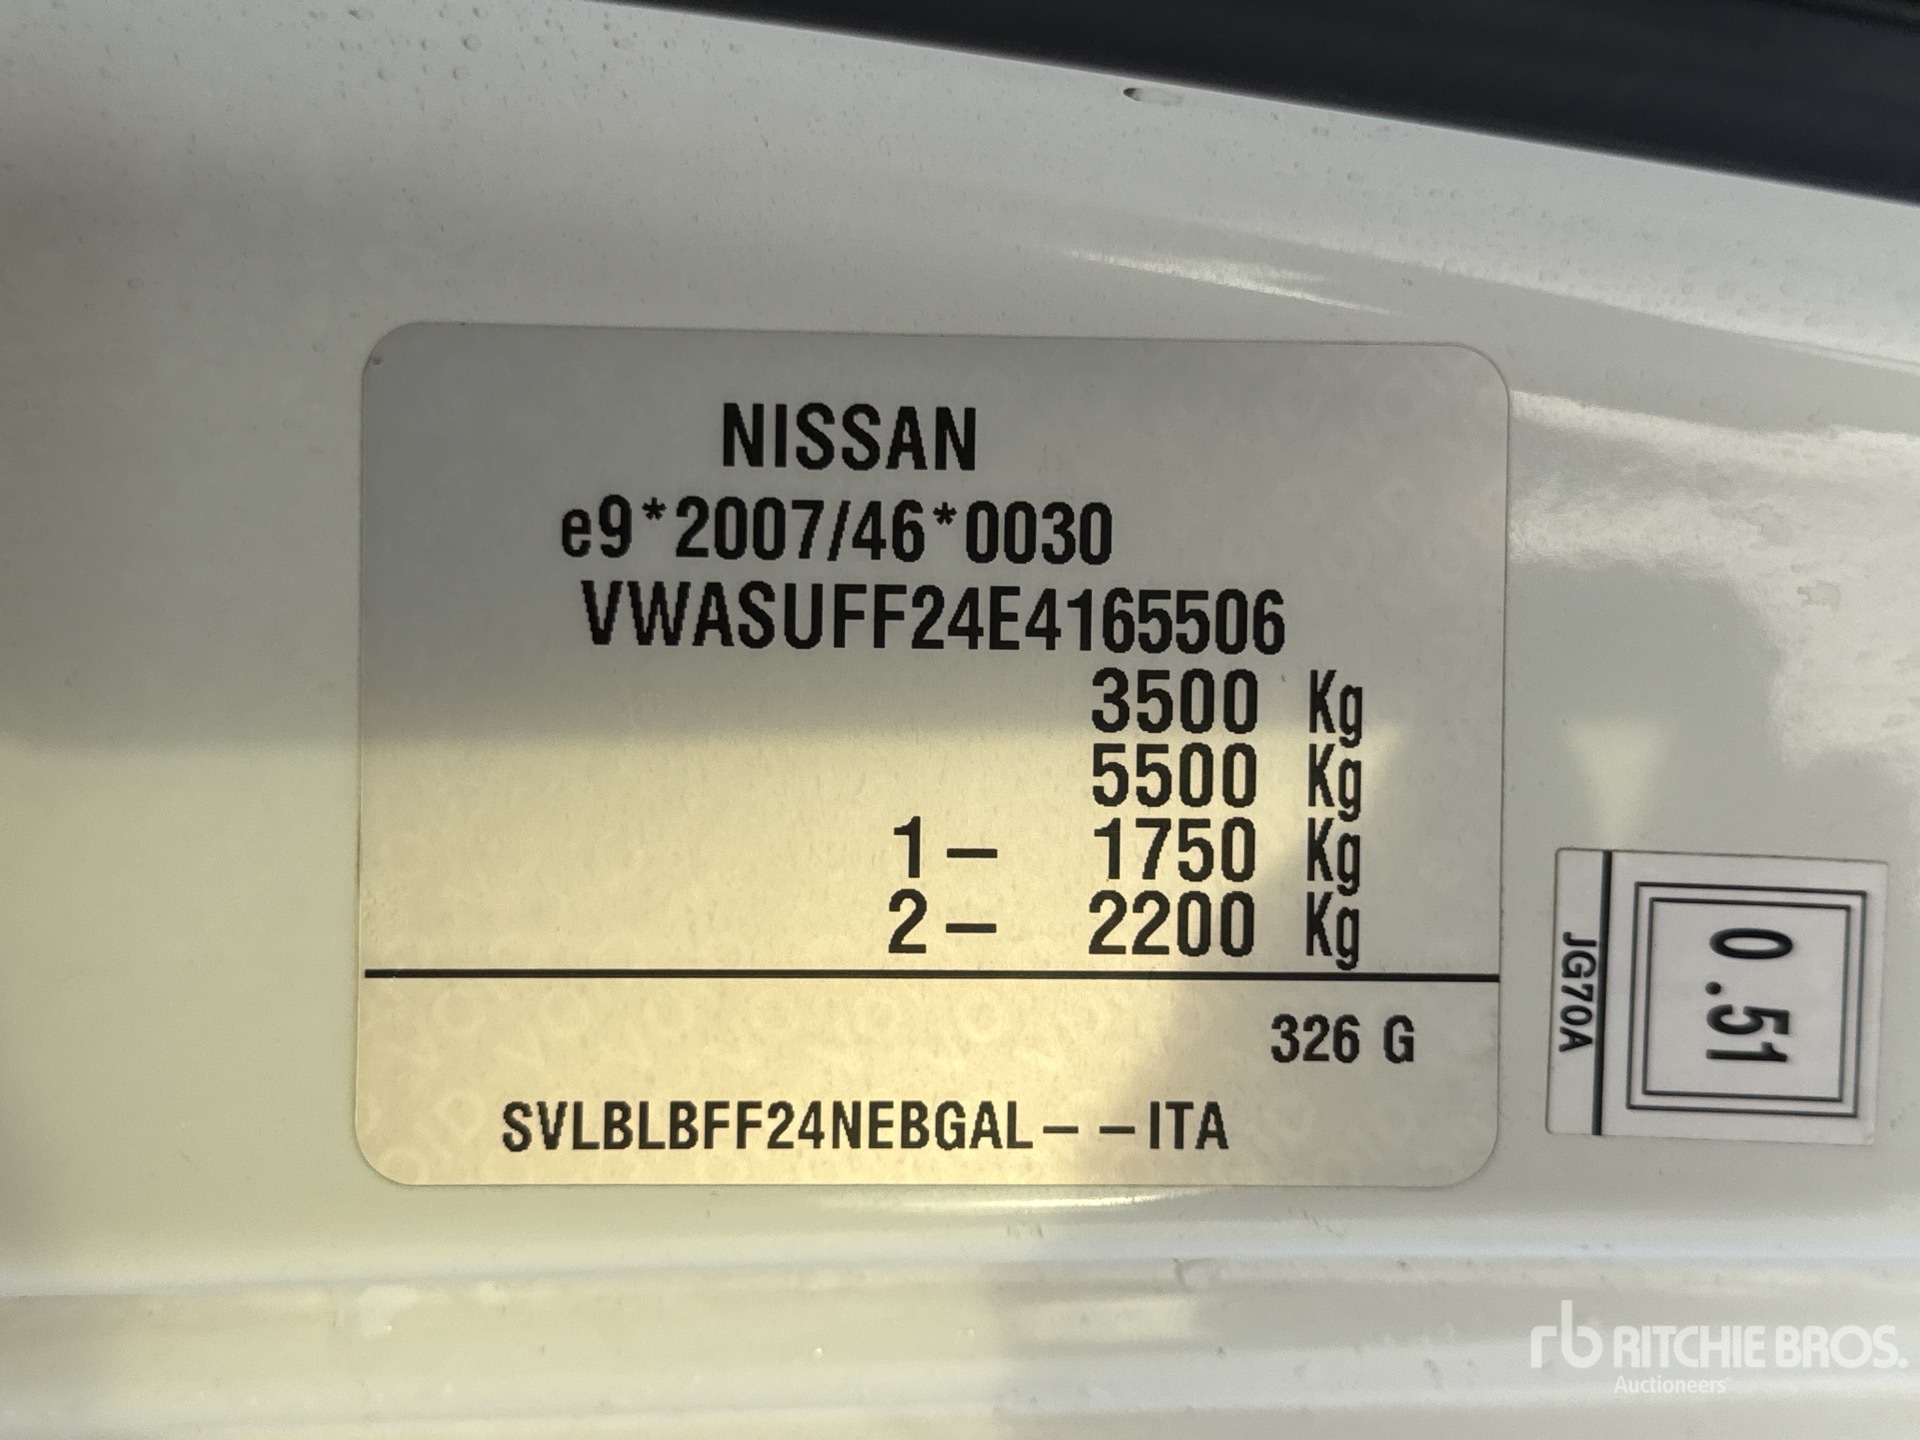 NISSAN
e9*2007/46*0030
VWASUFF24E4165506
3500 Kg
5500 Kg
1– 1750 Kg
2– 2200 Kg
326 G
SVLBLBFF24NEBGAL– –ITA
0.51
JG70A
rb RITCHIE BROS.
Auctioneers